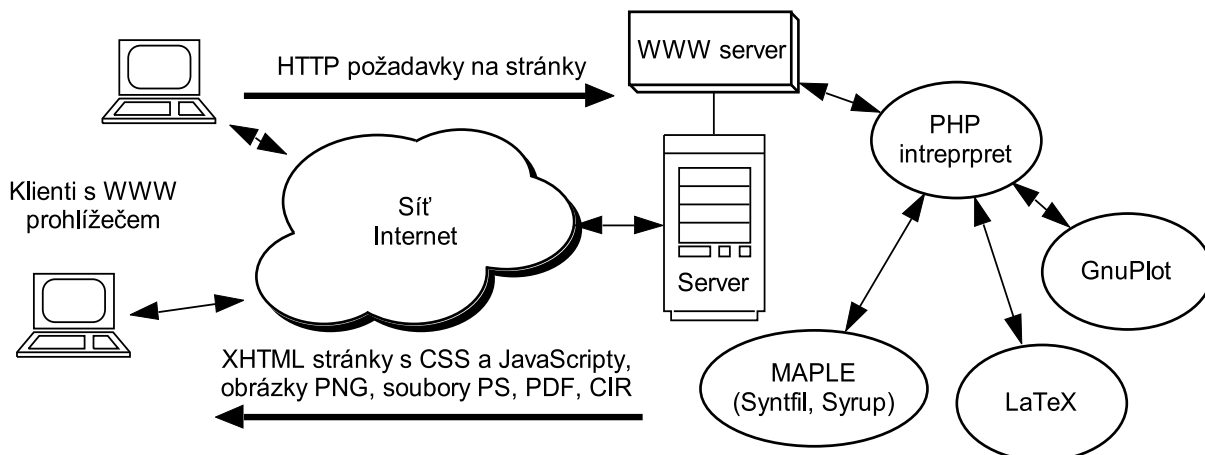 HTTP požadavky na stránky
WWW server
PHP
intreprpret
Klienti s WWW
prohlížečem
Síť
Internet
Server
GnuPlot
XHTML stránky s CSS a JavaScripty,
obrázky PNG, soubory PS, PDF, CIR
MAPLE
(Syntfil, Syrup)
LaTeX